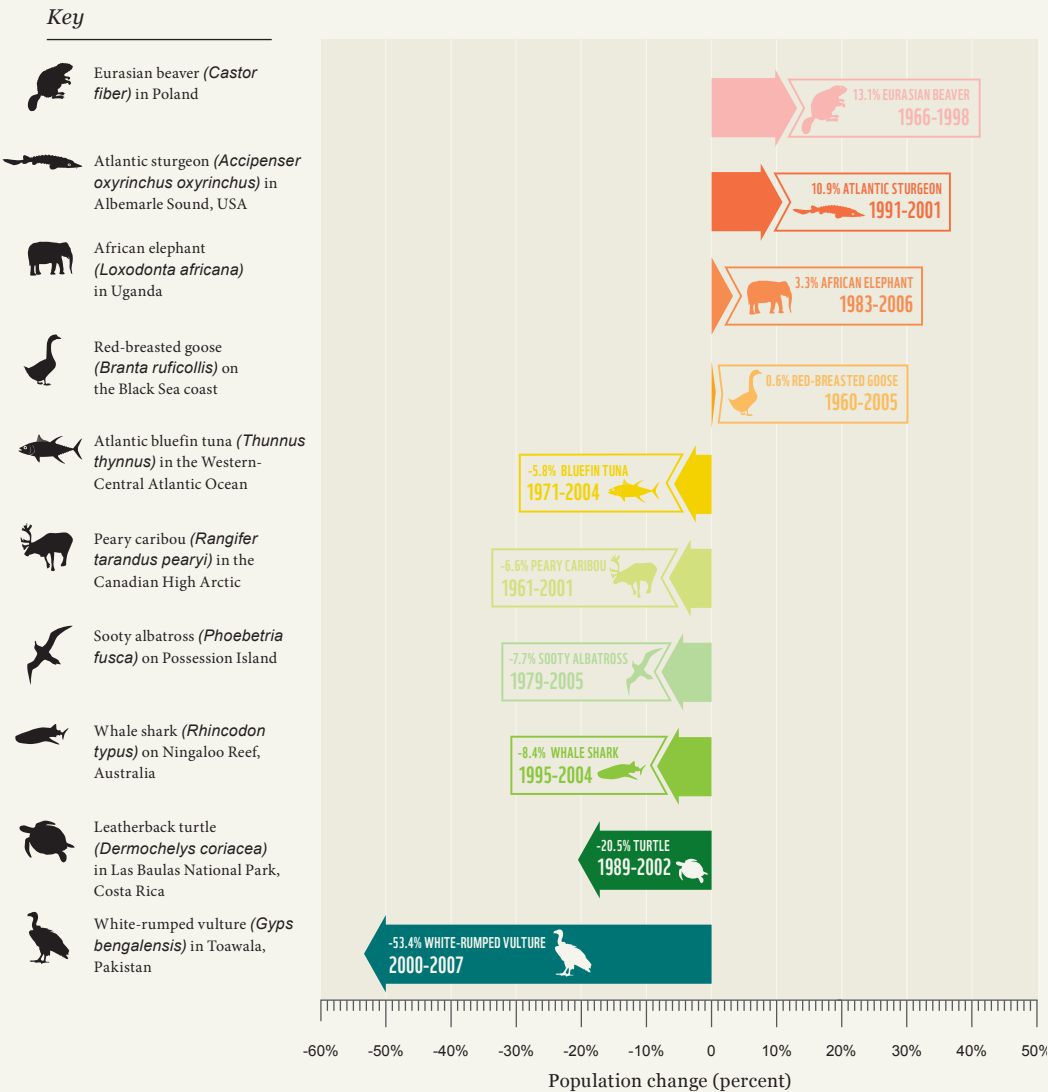 Key
Eurasian beaver (Castor
fiber) in Poland
Atlantic sturgeon (Accipenser
oxyrinchus oxyrinchus) in
Albemarle Sound, USA
African elephant
(Loxodonta africana)
in Uganda
Red-breasted goose
(Branta ruficollis) on
the Black Sea coast
Atlantic bluefin tuna (Thunnus
thynnus) in the Western-
Central Atlantic Ocean
Peary caribou (Rangifer
tarandus pearyi) in the
Canadian High Arctic
Sooty albatross (Phoebetria
fusca) on Possession Island
Whale shark (Rhincodon
typus) on Ningaloo Reef,
Australia
Leatherback turtle
(Dermochelys coriacea)
in Las Baulas National Park,
Costa Rica
White-rumped vulture (Gyps
bengalensis) in Toawala,
Pakistan
13.1% EURASIAN BEAVER
1966-1998
10.9% ATLANTIC STURGEON
1991-2001
3.3% AFRICAN ELEPHANT
1983-2006
0.6% RED-BREASTED GOOSE
1960-2005
-5.8% BLUEFIN TUNA
1971-2004
-6.6% PEARY CARIBOU
1961-2001
-7.7% SOOTY ALBATROSS
1979-2005
-8.4% WHALE SHARK
1995-2004
-20.5% TURTLE
1989-2002
-53.4% WHITE-RUMPED VULTURE
2000-2007
-60% -50% -40% -30% -20% -10% 0 10% 20% 30% 40% 50%
Population change (percent)